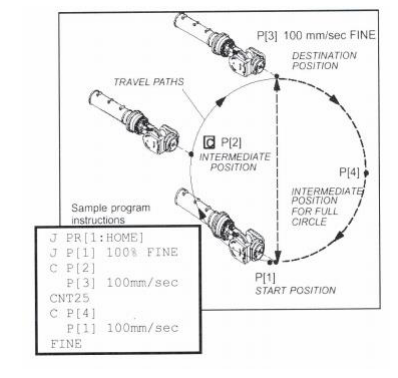 P[3] 100 mm/sec FINE
DESTINATION
POSITION
TRAVEL PATHS
C P[2]
INTERMEDIATE
POSITION
P[4]
INTERMEDIATE
POSITION
FOR FULL
CIRCLE
P[1]
START POSITION
Sample program
instructions
J PR[1:HOME]
J P[1] 100% FINE
C P[2]
P[3] 100mm/sec
CNT25
C P[4]
P[1] 100mm/sec
FINE